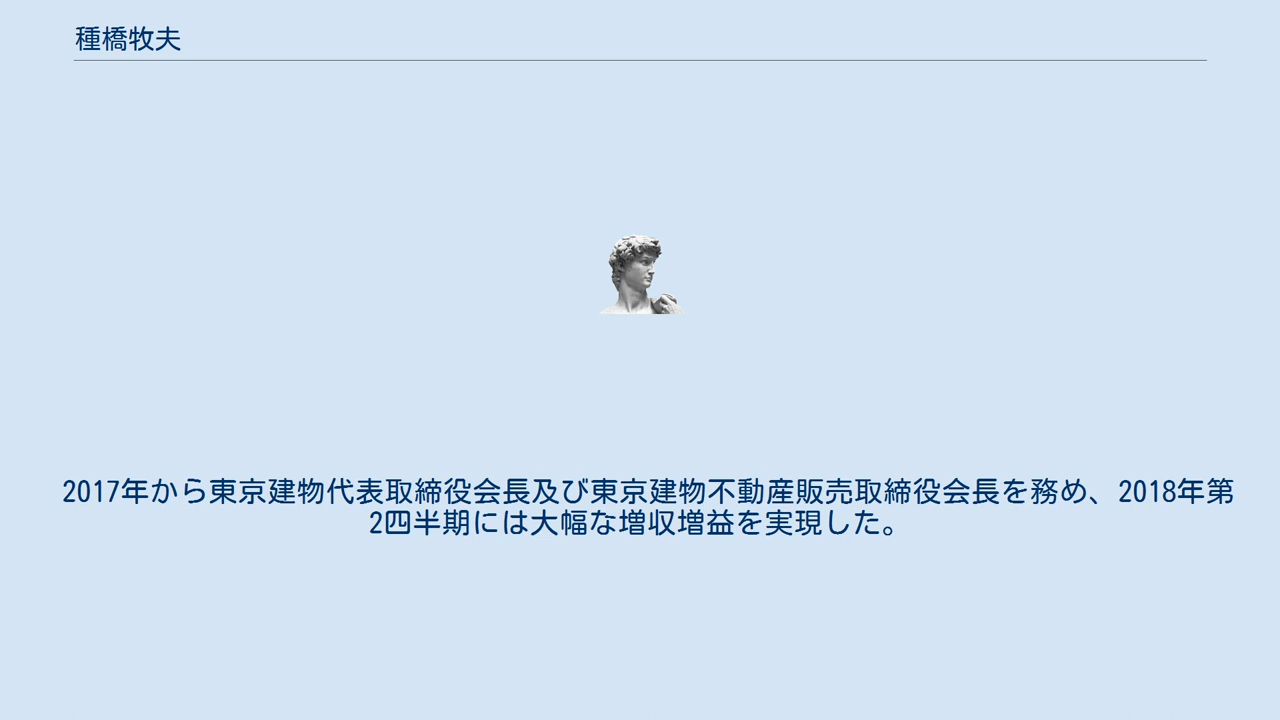 種橋牧夫
2017年から東京建物代表取締役会長及び東京建物不動産販売取締役会長を務め、2018年第
2四半期には大幅な増収増益を実現した。